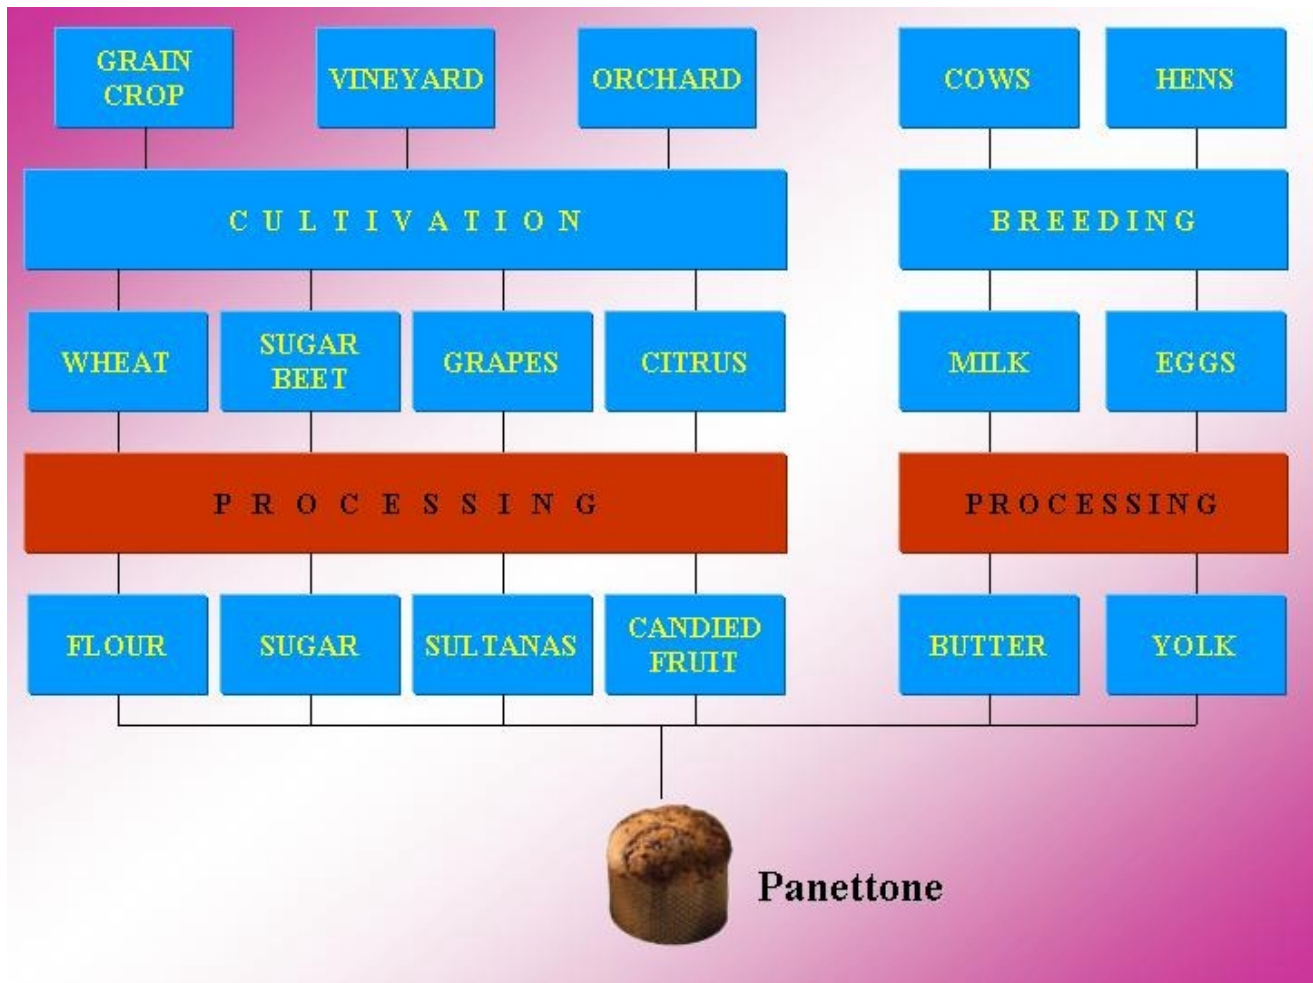 GRAIN
CROP
VINEYARD
ORCHARD
COWS
HENS
CULTIVATION
BREEDING
WHEAT
SUGAR
BEET
GRAPES
CITRUS
MILK
EGGS
PROCESSING
PROCESSING
FLOUR
SUGAR
SULTANAS
CANDIED
FRUIT
BUTTER
YOLK
Panettone